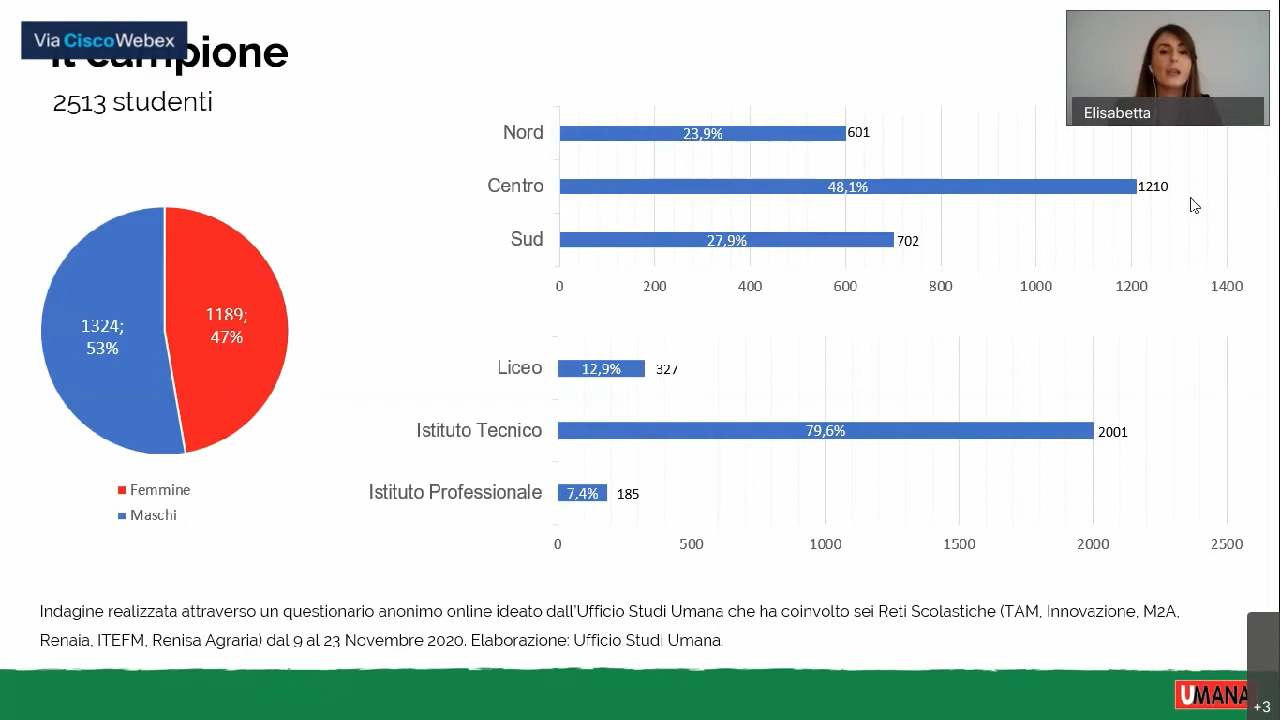 Via CiscoWebex
Il campione
2513 studenti
Elisabetta
Nord 23,9% 601
Centro 48,1% 1210
Sud 27,9% 702
0 200 400 600 800 1000 1200 1400
1324;
53%
1189;
47%
Femmine
Maschi
Liceo 12,9% 327
Istituto Tecnico 79,6% 2001
Istituto Professionale 7,4% 185
0 500 1000 1500 2000 2500
Indagine realizzata attraverso un questionario anonimo online ideato dall'Ufficio Studi Umana che ha coinvolto sei Reti Scolastiche (TAM, Innovazione, M2A,
Renaia, ITEFM, Renisa Agraria) dal 9 al 23 Novembre 2020. Elaborazione: Ufficio Studi Umana.
UMANA
+3